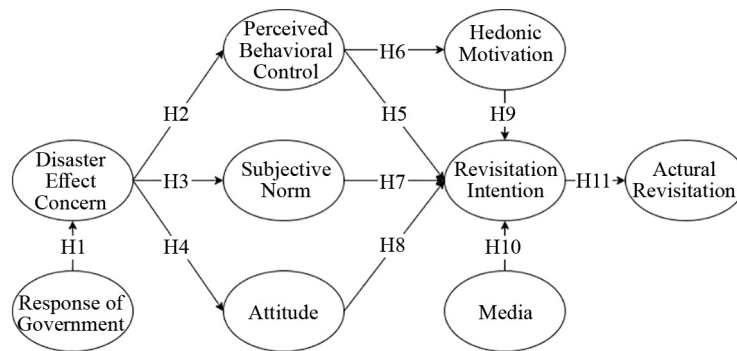 Perceived
Behavioral
Control
H6
Hedonic
Motivation
H2
H5
H9
Disaster
Effect
Concern
H3
Subjective
Norm
H7
Revisitation
Intention
H11
Actural
Revisitation
H1
H4
H8
H10
Response of
Government
Attitude
Media